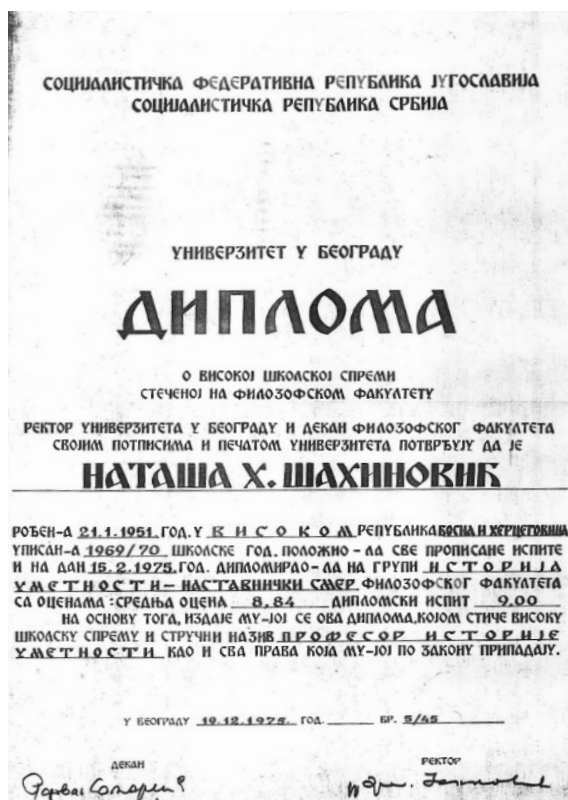 СОЦИЈАЛИСТИЧКА ФЕДЕРАТИВНА РЕПУБЛИКА ЈУГОСЛАВИЈА
СОЦИЈАЛИСТИЧКА РЕПУБЛИКА СРБИЈА
УНИВЕРЗИТЕТ У БЕОГРАДУ
ДИПЛОМА
О ВИСОКОЈ ШКОЛСКОЈ СПРЕМИ
СТЕЧЕНОЈ НА ФИЛОЗОФСКОМ ФАКУЛТЕТУ
РЕКТОР УНИВЕРЗИТЕТА У БЕОГРАДУ И ДЕКАН ФИЛОЗОФСКОГ ФАКУЛТЕТА
СВОЈИМ ПОТПИСИМА И ПЕЧАТОМ УНИВЕРЗИТЕТА ПОТВРЂУЈУ ДА ЈЕ
НАТАША Х. ШАХИНОВИЋ
РОЂЕН-А 21.1.1951. ГОД. У ВИСОКОМ РЕПУБЛИКА БОСНА И ХЕРЦЕГОВИНА
УПИСАН-А 1969/70 ШКОЛСКЕ ГОД. ПОЛОЖИО-ЛА СВЕ ПРОПИСАНЕ ИСПИТЕ
И НА ДАН 15.2.1975. ГОД. ДИПЛОМИРАО-ЛА НА ГРУПИ ИСТОРИЈА
УМЕТНОСТИ-НАСТАВНИЧКИ СМЕР ФИЛОЗОФСКОГ ФАКУЛТЕТА
СА ОЦЕНАМА: СРЕДЊА ОЦЕНА 8,84 ДИПЛОМСКИ ИСПИТ 9.00
НА ОСНОВУ ТОГА, ИЗДАЈЕ МУ-ЈОЈ СЕ ОВА ДИПЛОМА, КОЈОМ СТИЧЕ ВИСОКУ
ШКОЛСКУ СПРЕМУ И СТРУЧНИ НАЗИВ ПРОФЕСОР ИСТОРИЈЕ
УМЕТНОСТИ КАО И СВА ПРАВА КОЈА МУ-ЈОЈ ПО ЗАКОНУ ПРИПАДАЈУ.
У БЕОГРАДУ 19.12.1975. ГОД. БР. 5/45
ДЕКАН РЕКТОР